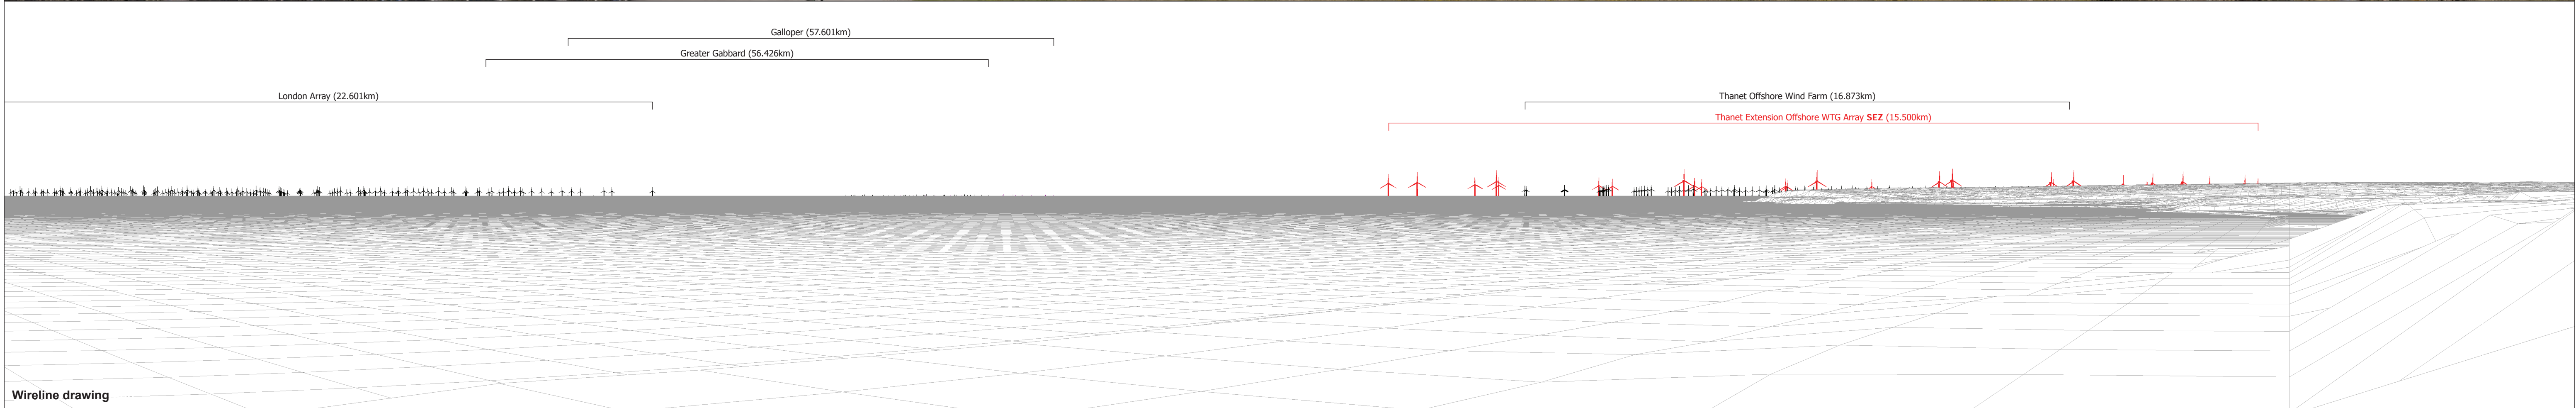 Galloper (57.601km)
Greater Gabbard (56.426km)
London Array (22.601km)
Thanet Offshore Wind Farm (16.873km)
Thanet Extension Offshore WTG Array SEZ (15.500km)
Wireline drawing